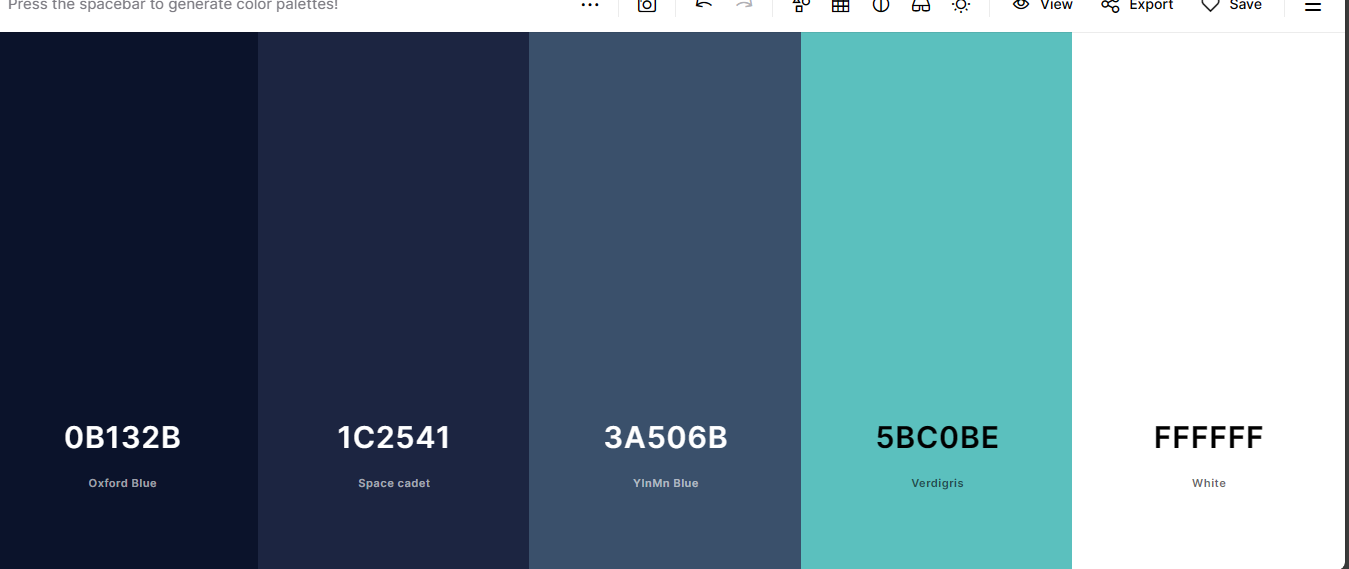 Press the spacebar to generate color palettes!
View
Export
Save
0B132B
1C2541
3A506B
5BC0BE
FFFFFF
Oxford Blue
Space cadet
YInMn Blue
Verdigris
White